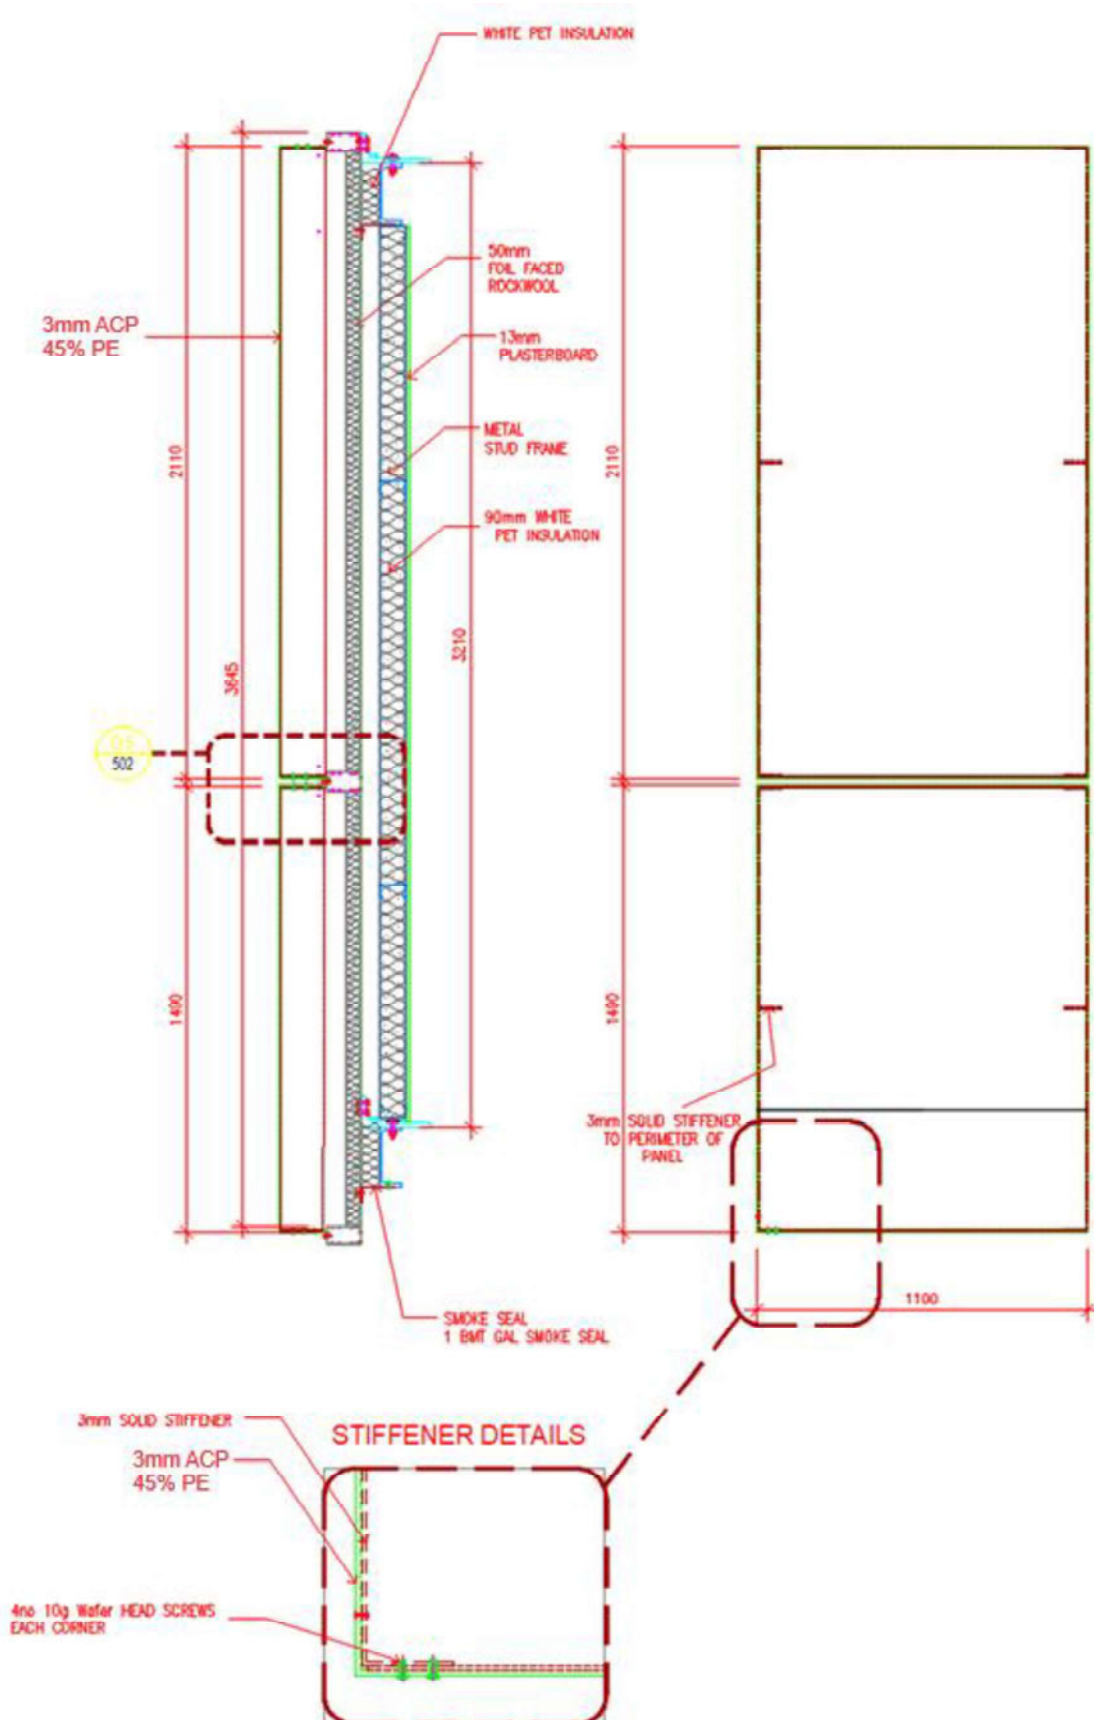 WHITE PET INSULATION
50mm
FOIL FACED
ROCKWOOL
3mm ACP
45% PE
13mm
PLASTERBOARD
METAL
STUD FRAME
2110
2110
90mm WHITE
PET INSULATION
3210
3645
502
1490
1490
3mm SOLID STIFFENER
TO PERIMETER OF
PANEL
1100
SMOKE SEAL
1 BMT GAL SMOKE SEAL
3mm SOLID STIFFENER
STIFFENER DETAILS
3mm ACP
45% PE
4no 10g Wafer HEAD SCREWS
EACH CORNER